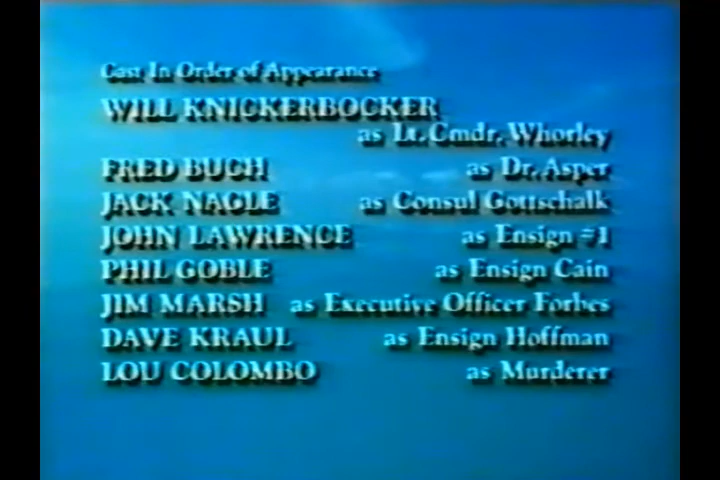 Cast In Order of Appearance
WILL KNICKERBOCKER
as Lt. Cmdr. Whorley
FRED BUCH as Dr. Asper
JACK NAGLE as Consul Gottschalk
JOHN LAWRENCE as Ensign #1
PHIL GOBLE as Ensign Cain
JIM MARSH as Executive Officer Forbes
DAVE KRAUL as Ensign Hoffman
LOU COLOMBO as Murderer